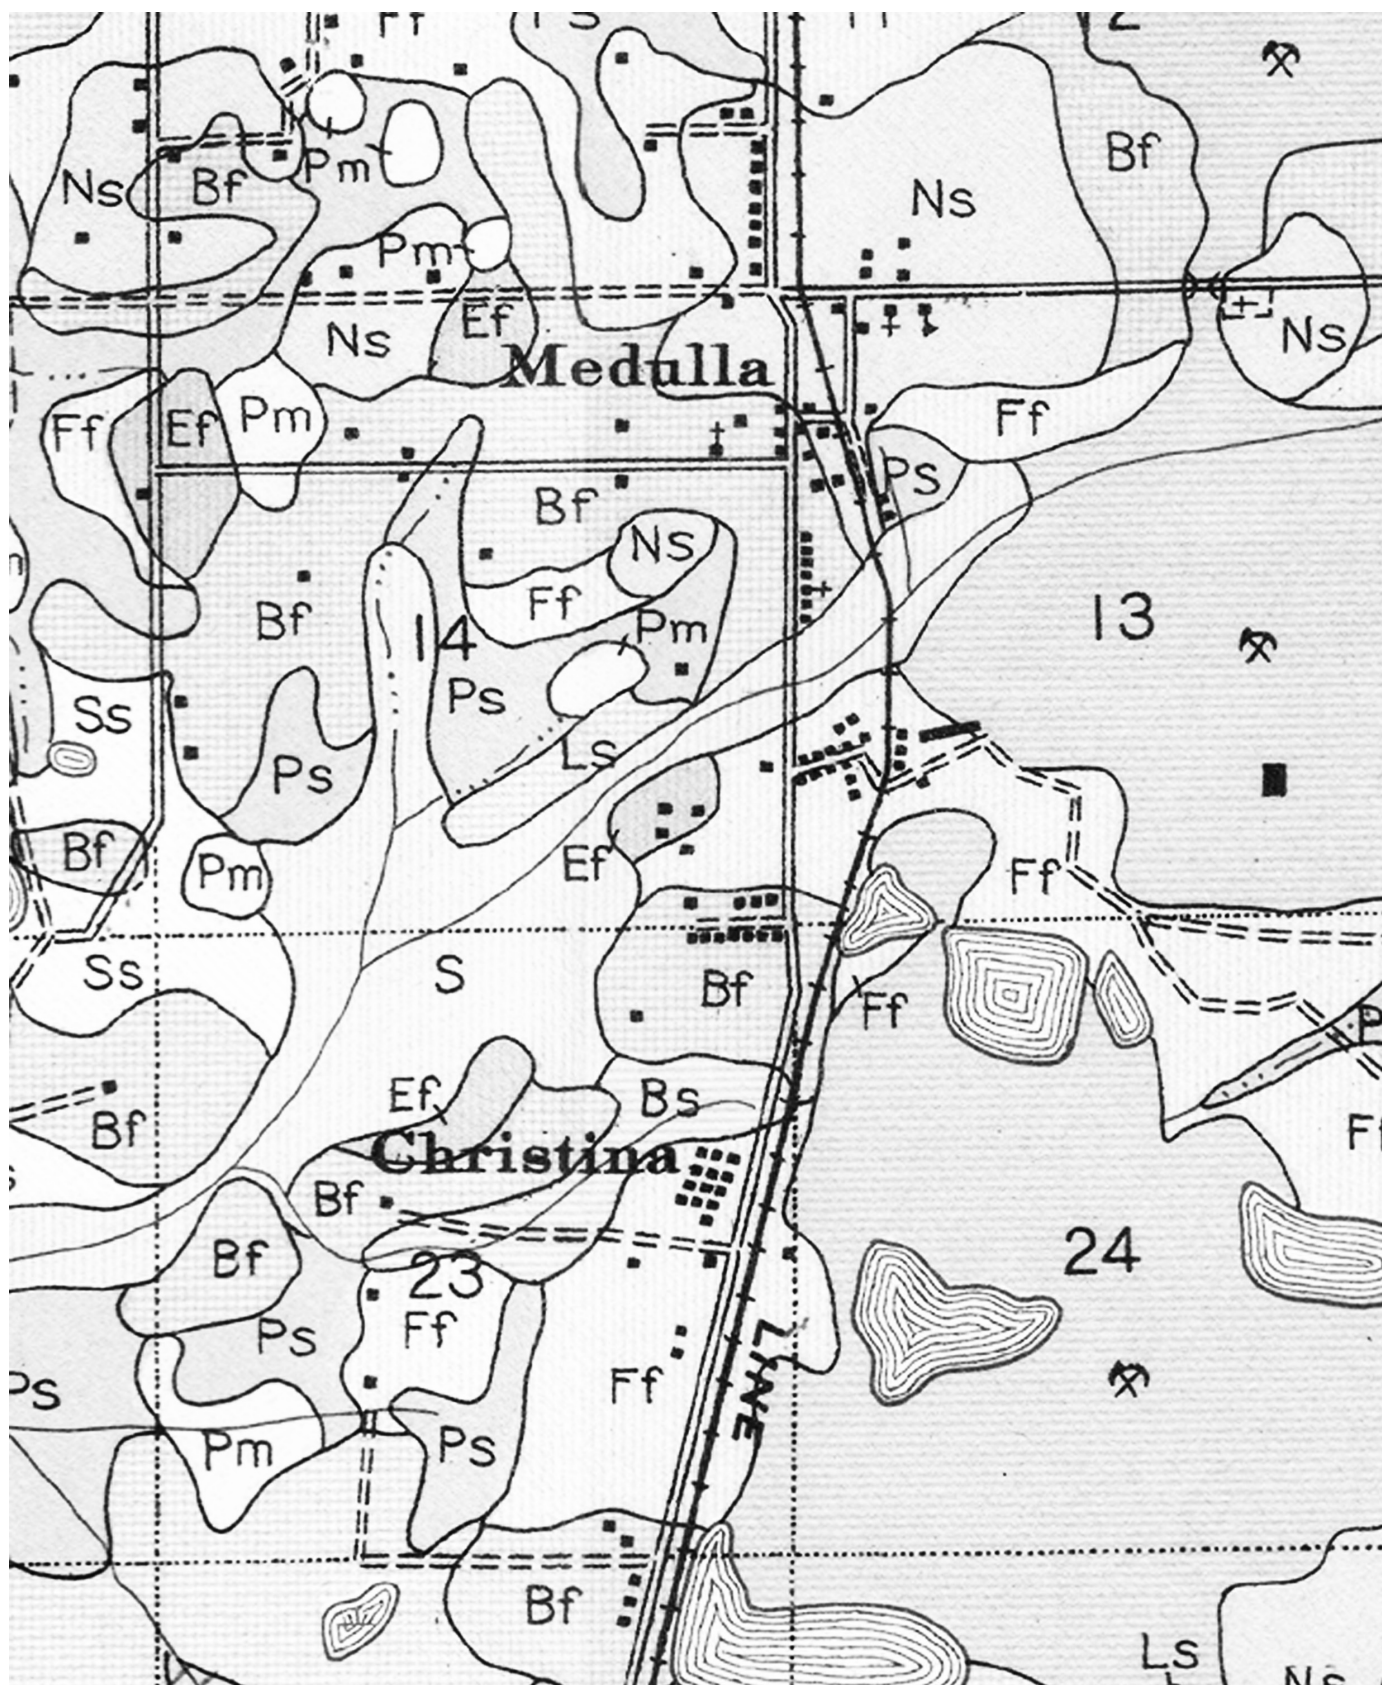 Ff
Bf
Ns
Bf
Pm
Ns
Pm
Ef
Ns
Ns
Medulla
Ff
Ef
Pm
Ff
Ps
Bf
Ns
Ff
Bf
Pm
13
14
Ps
Ss
Ls
Ps
Bf
Pm
Ef
Ff
Ss
S
Bf
Ff
Ef
Bs
Bf
Christina
Bf
Bf
24
23
Ff
Ps
Ff
LINE
Ps
Pm
Ps
Bf
Ls
Ns